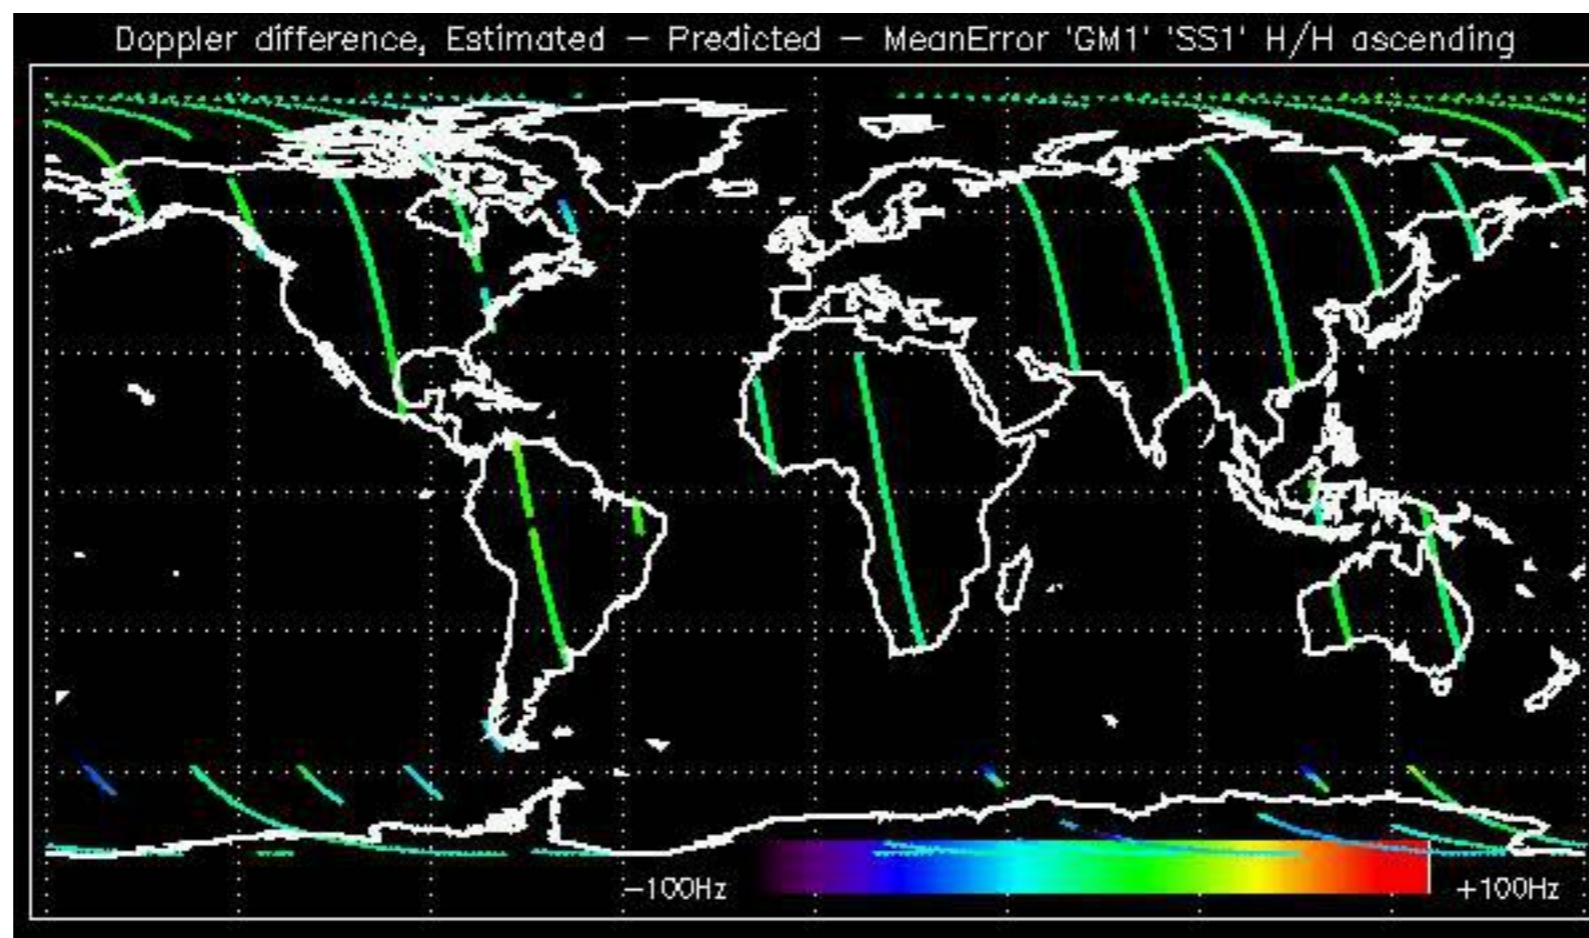 Doppler difference, Estimated − Predicted − MeanError 'GM1' 'SS1' H/H ascending
−100Hz +100Hz